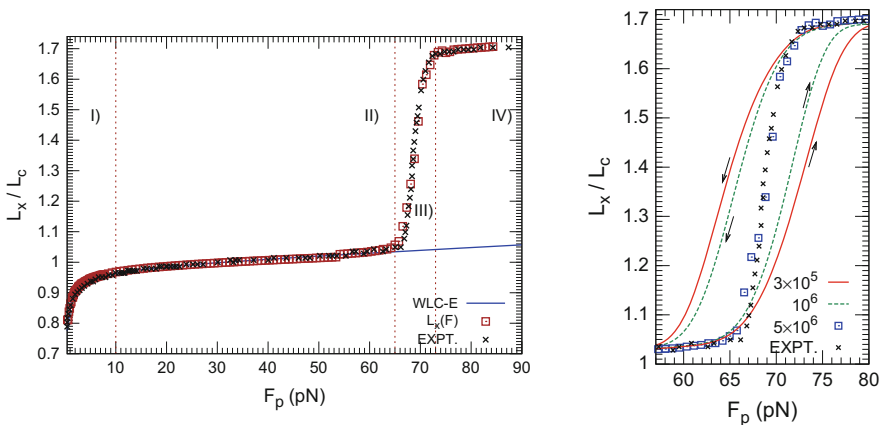 1.7
1.6
1.5
1.4
1.3
1.2
1.1
1
0.9
0.8
0.7
L_x / L_c
I)
II)
III)
IV)
WLC-E
L_x(F)
EXPT.
10 20 30 40 50 60 70 80 90
F_p (pN)
1.7
1.6
1.5
1.4
1.3
1.2
1.1
1
L_x / L_c
3×10^5
10^6
5×10^6
EXPT.
60 65 70 75 80
F_p (pN)